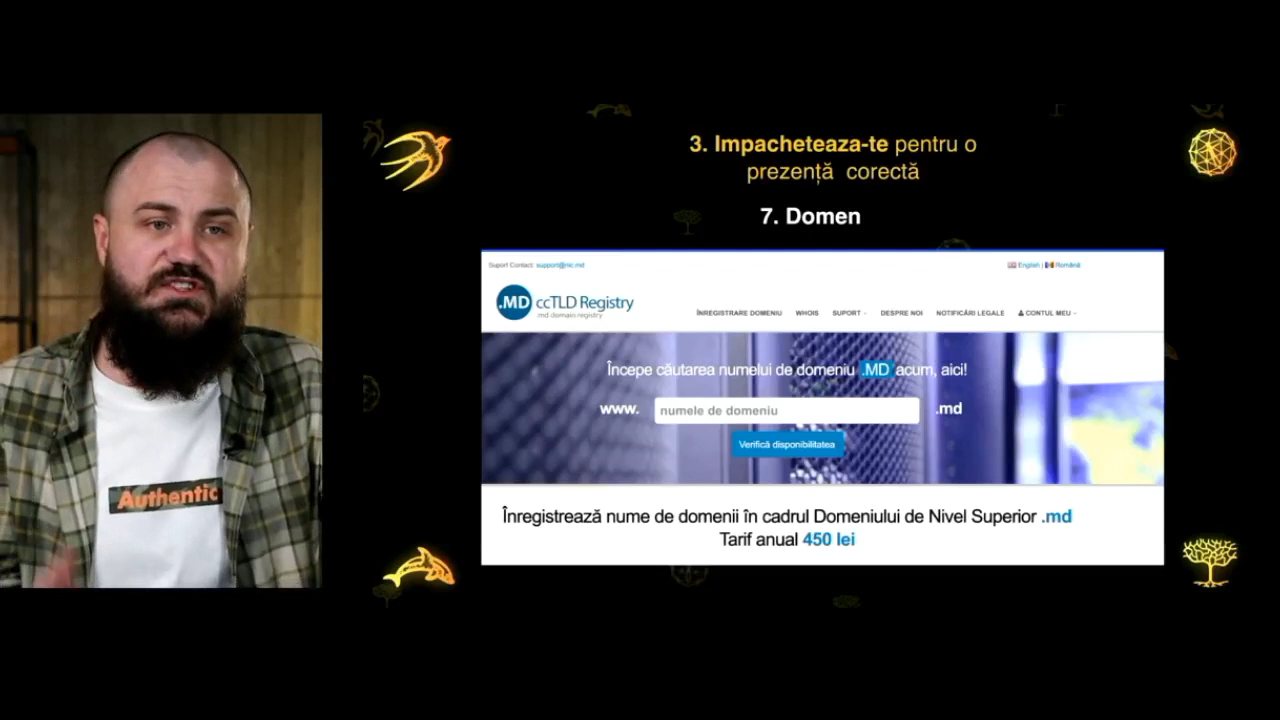 3. Impacheteaza-te pentru o
prezență corectă
7. Domen
Suport Contact: support@nic.md
English | Română
.MD ccTLD Registry
.md domain registry
ÎNREGISTRARE DOMENIU WHOIS SUPORT DESPRE NOI NOTIFICĂRI LEGALE CONTUL MEU
Începe căutarea numelui de domeniu .MD acum, aici!
www. numele de domeniu .md
Verifică disponibilitatea
Authentic
Înregistrează nume de domenii în cadrul Domeniului de Nivel Superior .md
Tarif anual 450 lei